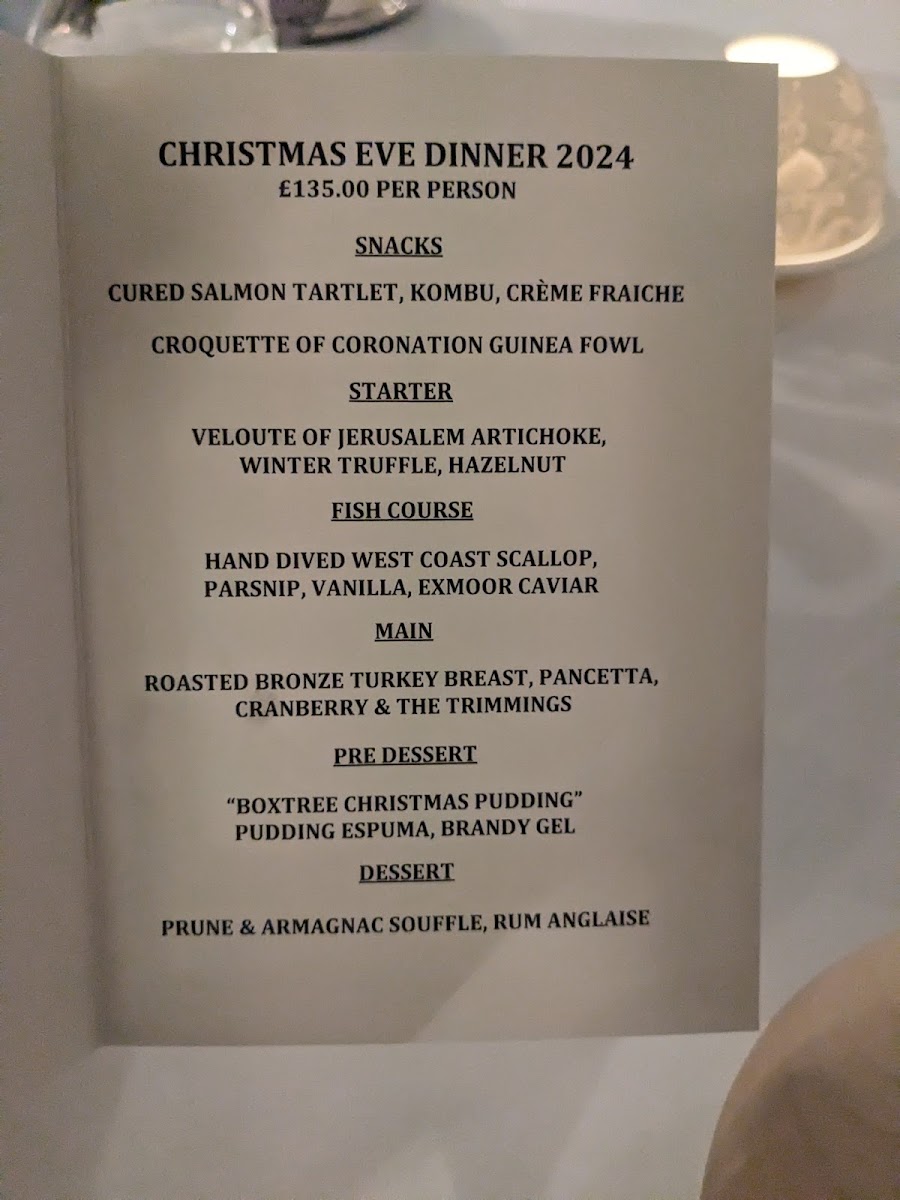 CHRISTMAS EVE DINNER 2024
£135.00 PER PERSON
SNACKS
CURED SALMON TARTLET, KOMBU, CRÈME FRAICHE
CROQUETTE OF CORONATION GUINEA FOWL
STARTER
VELOUTE OF JERUSALEM ARTICHOKE,
WINTER TRUFFLE, HAZELNUT
FISH COURSE
HAND DIVED WEST COAST SCALLOP,
PARSNIP, VANILLA, EXMOOR CAVIAR
MAIN
ROASTED BRONZE TURKEY BREAST, PANCETTA,
CRANBERRY & THE TRIMMINGS
PRE DESSERT
“BOXTREE CHRISTMAS PUDDING”
PUDDING ESPUMA, BRANDY GEL
DESSERT
PRUNE & ARMAGNAC SOUFFLE, RUM ANGLAISE